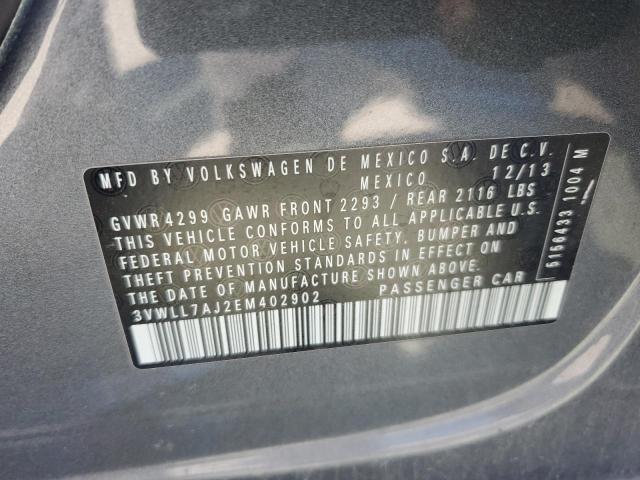 MFD BY VOLKSWAGEN DE MEXICO S.A. DE C.V.
MEXICO 12/13
GVWR 4299 GAWR FRONT 2293 / REAR 2116 LBS
THIS VEHICLE CONFORMS TO ALL APPLICABLE U.S.
FEDERAL MOTOR VEHICLE SAFETY, BUMPER AND
THEFT PREVENTION STANDARDS IN EFFECT ON
THE DATE OF MANUFACTURE SHOWN ABOVE.
3VWLL7AJ2EM402902 PASSENGER CAR
5156433 1004 M